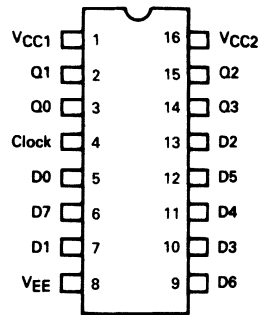 VCC1 1 16 VCC2
Q1 2 15 Q2
Q0 3 14 Q3
Clock 4 13 D2
D0 5 12 D5
D7 6 11 D4
D1 7 10 D3
VEE 8 9 D6